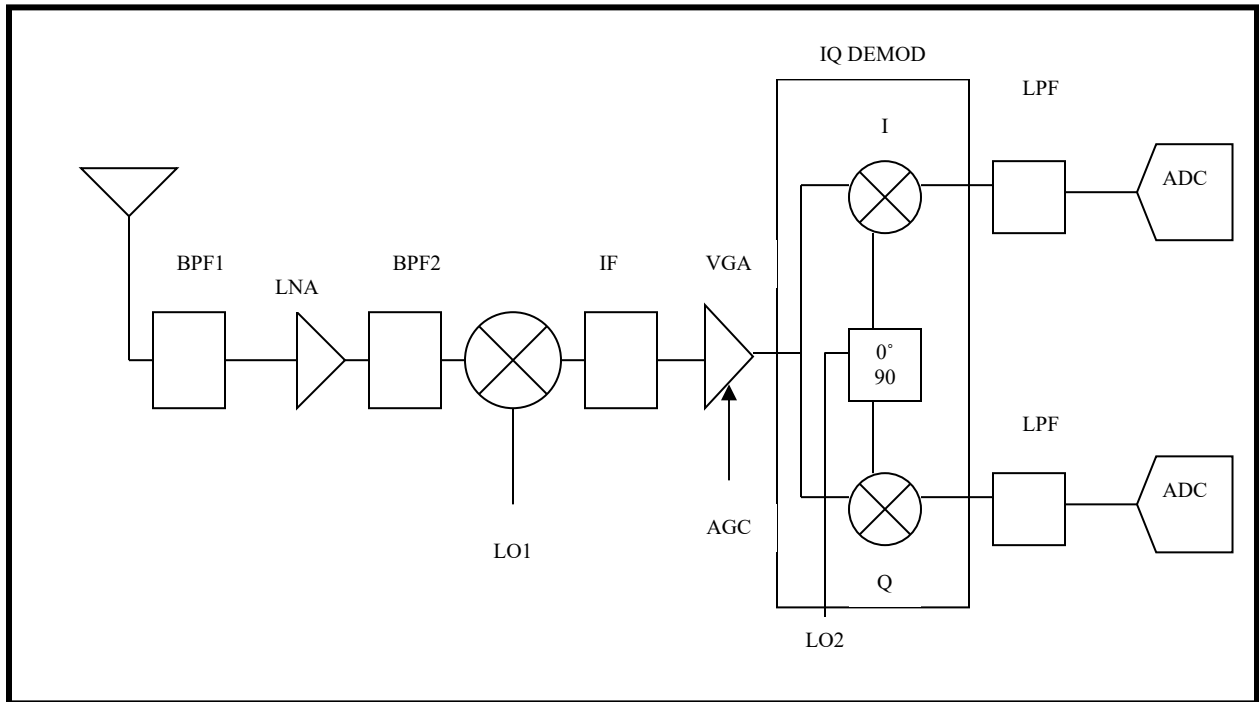 IQ DEMOD
LPF
I
ADC
BPF1
LNA
BPF2
IF
VGA
0˚
90
LPF
ADC
LO1
AGC
Q
LO2